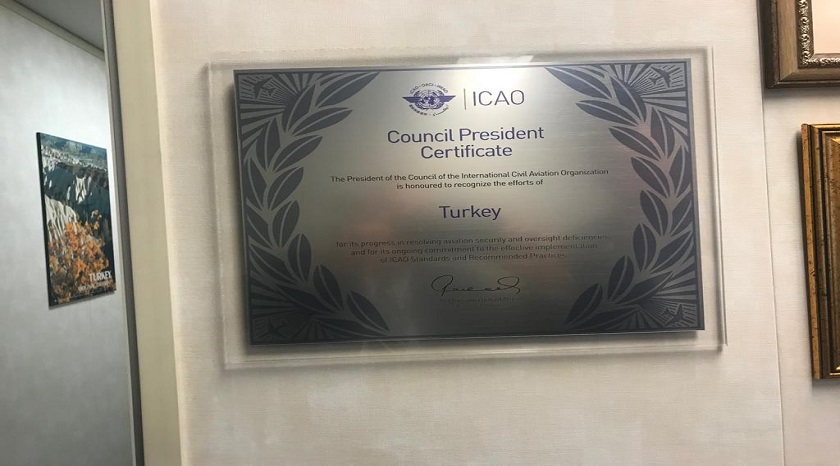 ICAO
Council President
Certificate
The President of the Council of the International Civil Aviation Organization
is honoured to recognize the efforts of
Turkey
for its progress in resolving aviation security and oversight deficiencies
and for its ongoing commitment to the effective implementation
of ICAO Standards and Recommended Practices
TURKEY